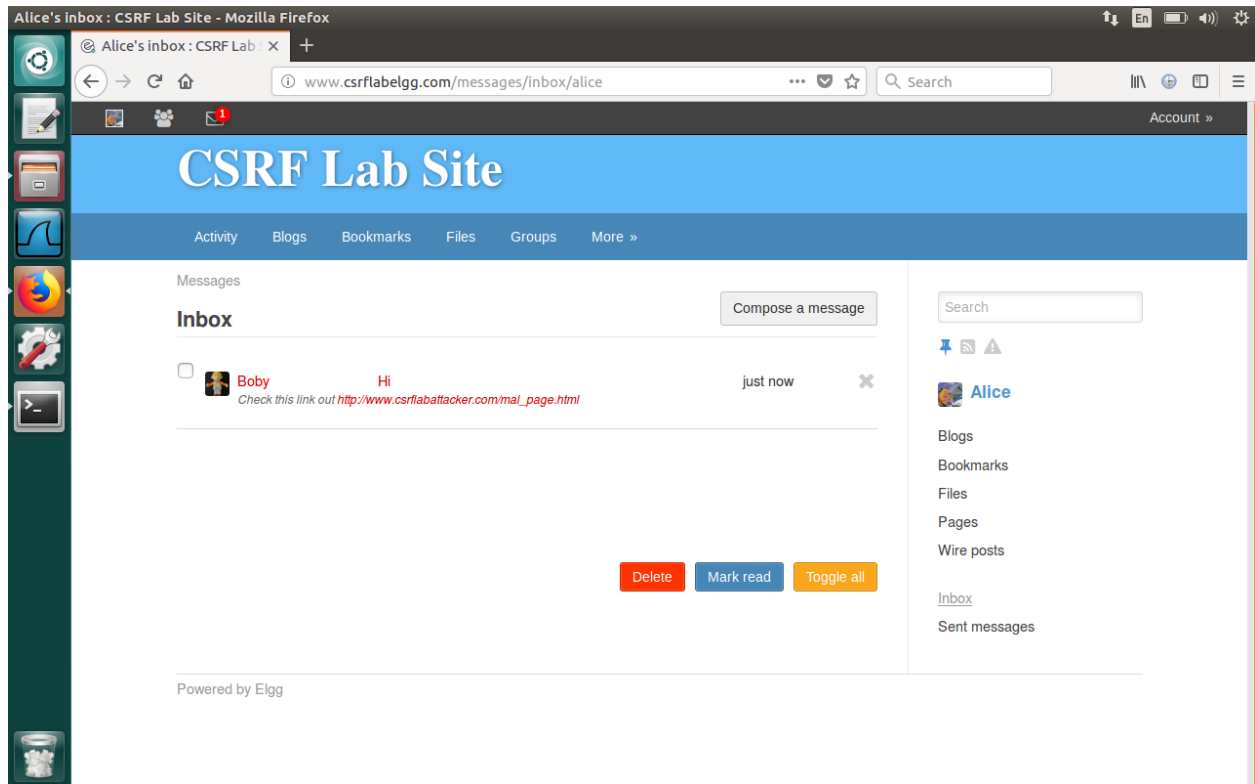 Alice's inbox : CSRF Lab Site - Mozilla Firefox
En
Alice's inbox : CSRF Lab S
www.csrflabelgg.com/messages/inbox/alice
Search
1
Account »
CSRF Lab Site
Activity Blogs Bookmarks Files Groups More »
Messages
Inbox
Compose a message
Boby Hi just now
Check this link out http://www.csrflabattacker.com/mal_page.html
Delete Mark read Toggle all
Search
Alice
Blogs
Bookmarks
Files
Pages
Wire posts
Inbox
Sent messages
Powered by Elgg